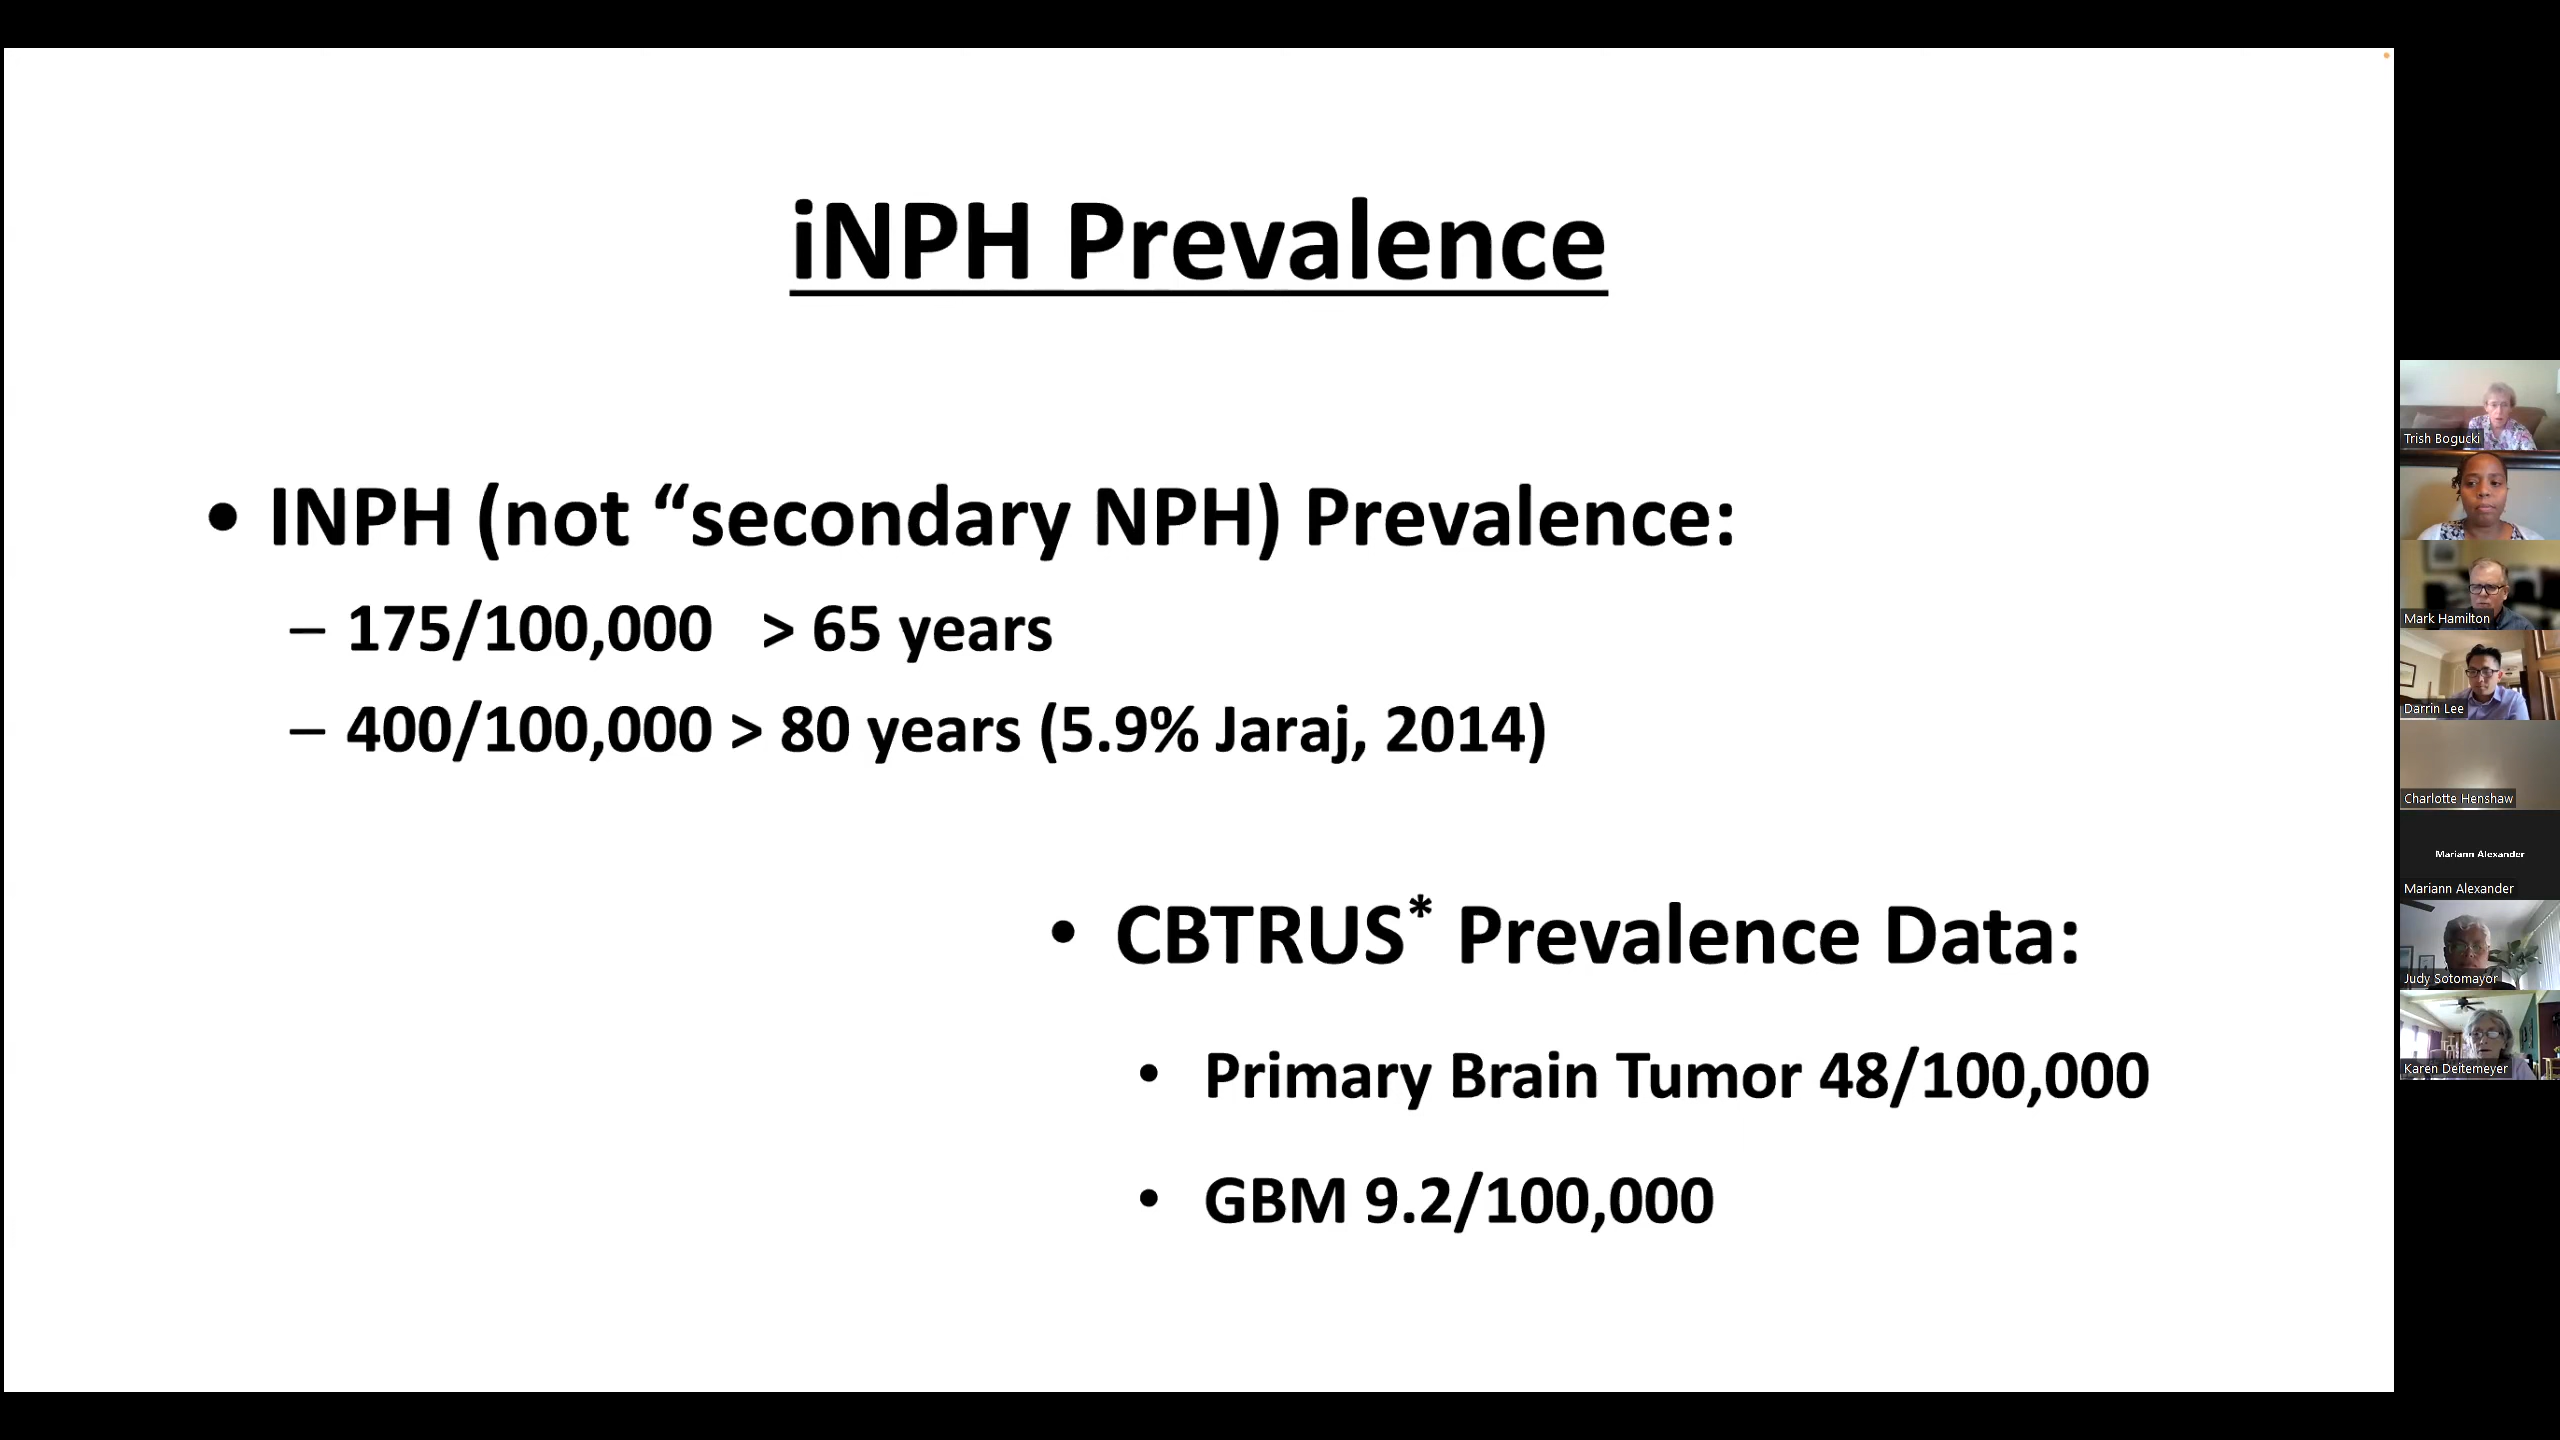 iNPH Prevalence
• INPH (not “secondary NPH) Prevalence:
– 175/100,000 > 65 years
– 400/100,000 > 80 years (5.9% Jaraj, 2014)
• CBTRUS* Prevalence Data:
• Primary Brain Tumor 48/100,000
• GBM 9.2/100,000
Trish Bogucki
Mark Hamilton
Darrin Lee
Charlotte Henshaw
Mariann Alexander
Mariann Alexander
Judy Sotomayor
Karen Deitemeyer